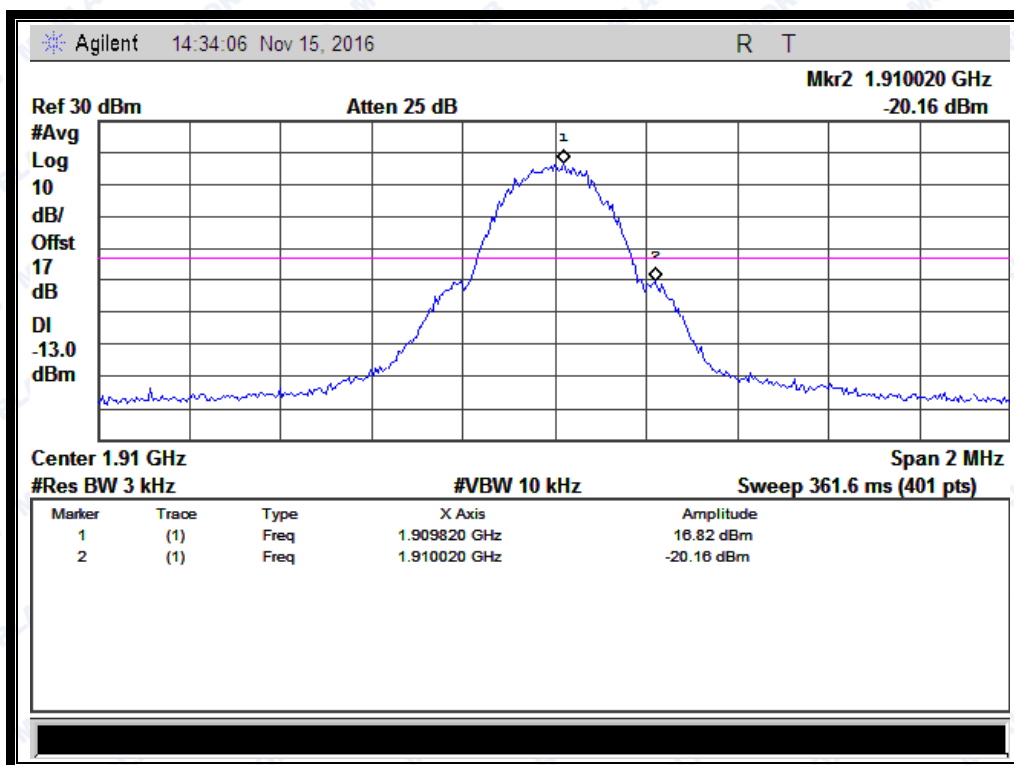 Agilent 14:34:06 Nov 15, 2016 R T
Mkr2 1.910020 GHz
Ref 30 dBm Atten 25 dB -20.16 dBm
#Avg
Log
10
dB/
Offst
17
dB
DI
-13.0
dBm
1
2
Center 1.91 GHz Span 2 MHz
#Res BW 3 kHz #VBW 10 kHz Sweep 361.6 ms (401 pts)
Marker Trace Type X Axis Amplitude
1 (1) Freq 1.909820 GHz 16.82 dBm
2 (1) Freq 1.910020 GHz -20.16 dBm